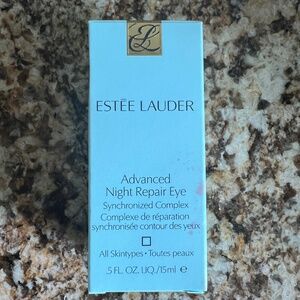 ESTĒE LAUDER
Advanced
Night Repair Eye
Synchronized Complex
Complexe de réparation
synchronisée contour des yeux
All Skintypes • Toutes peaux
.5 FL. OZ. LIQ./15ml ℮